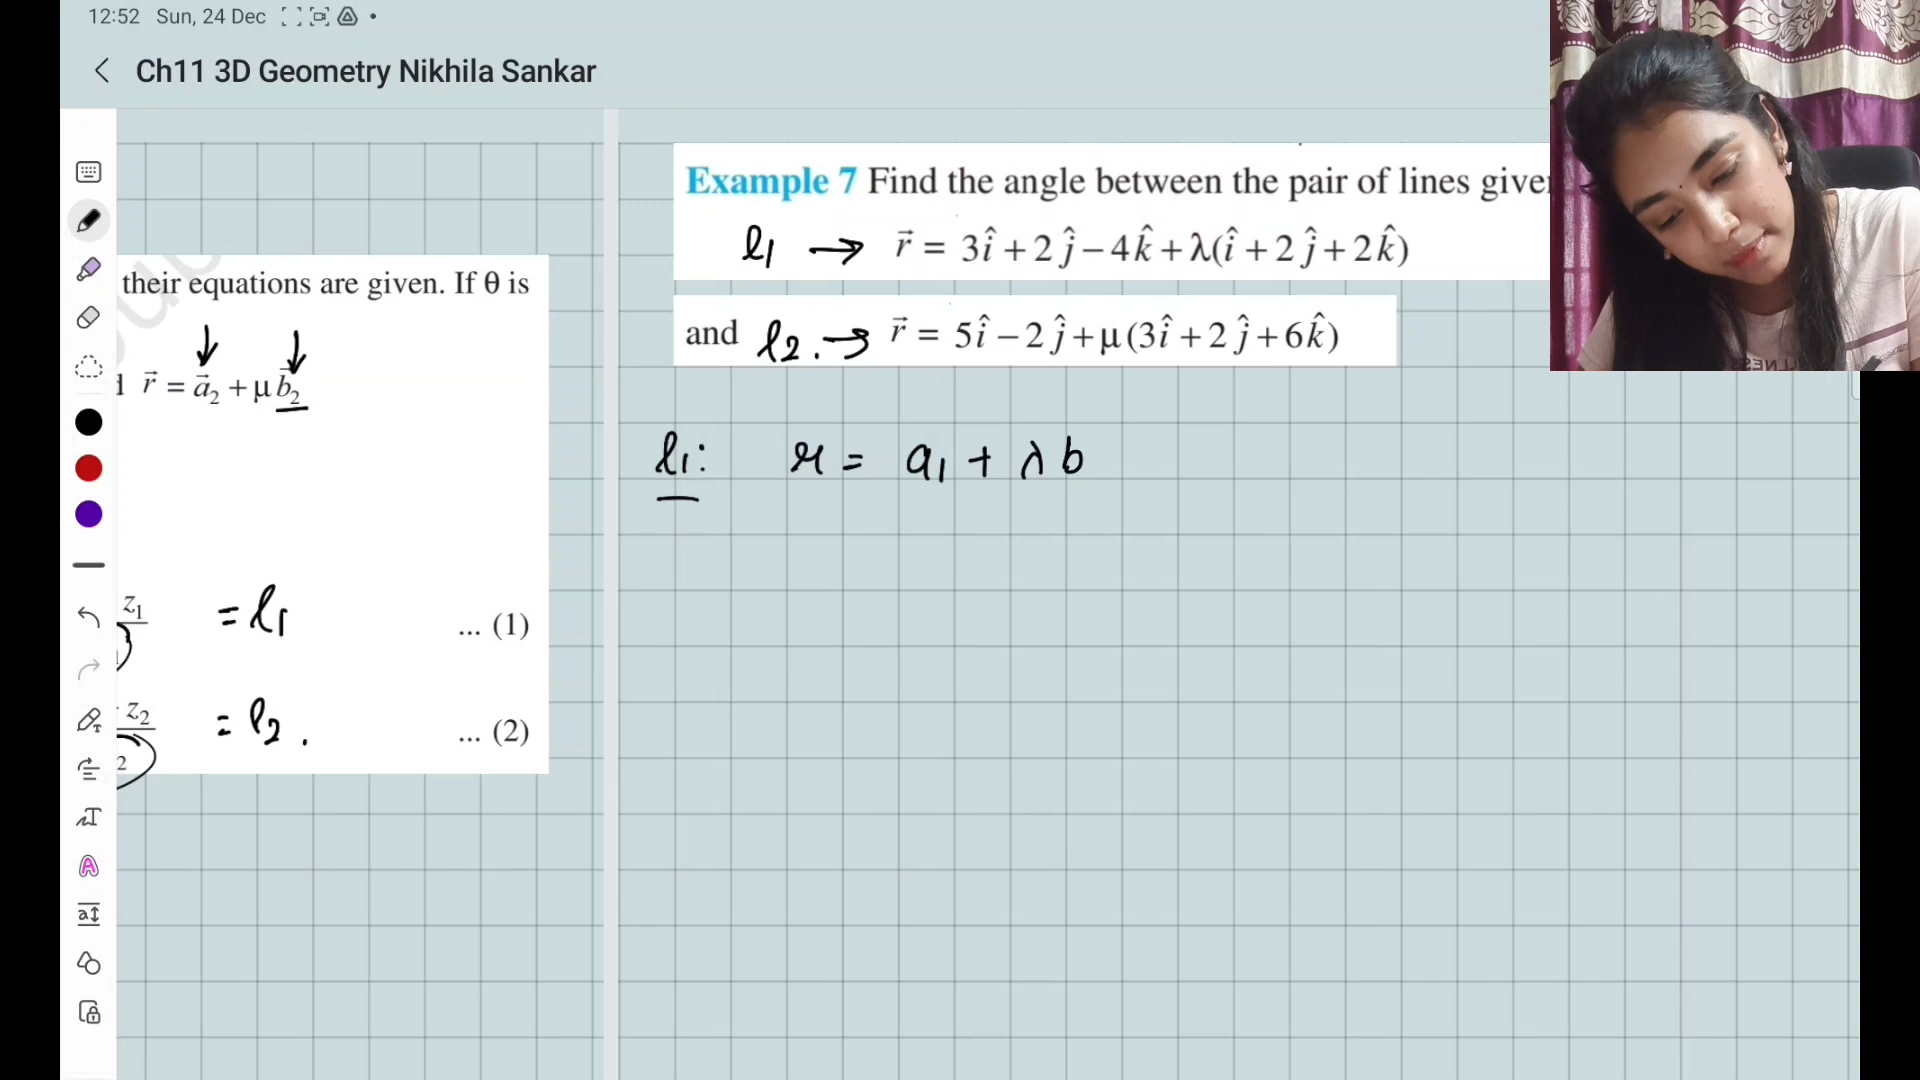 12:52 Sun, 24 Dec
Ch11 3D Geometry Nikhila Sankar
their equations are given. If θ is
r⃗ = a⃗₂ + μ b⃗₂
z₁ = l₁ ... (1)
z₂ = l₂ . ... (2)
2
Example 7 Find the angle between the pair of lines
l₁ → r⃗ = 3î + 2ĵ − 4k̂ + λ(î + 2ĵ + 2k̂)
and l₂ . → r⃗ = 5î − 2ĵ + μ(3î + 2ĵ + 6k̂)
l₁: r = a₁ + λ b